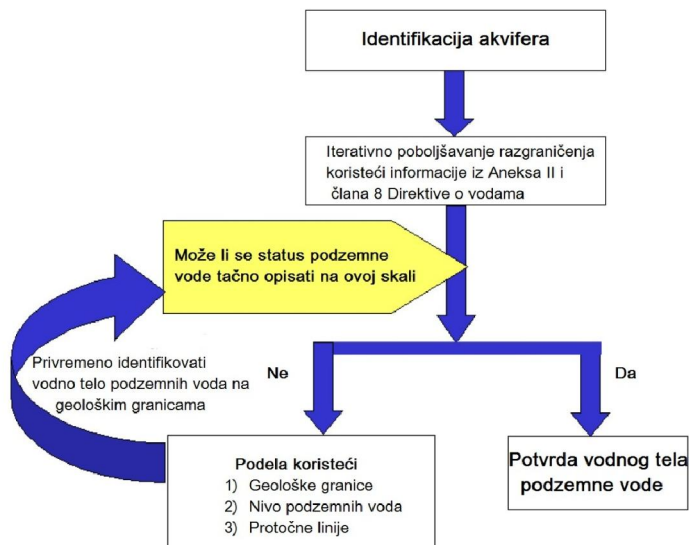 Identifikacija akvifera
Iterativno poboljšavanje razgraničenja
koristeći informacije iz Aneksa II i
člana 8 Direktive o vodama
Može li se status podzemne
vode tačno opisati na ovoj skali
Privremeno identifikovati
vodno telo podzemnih voda na
geološkim granicama
Ne
Da
Podela koristeći
1) Geološke granice
2) Nivo podzemnih voda
3) Protočne linije
Potvrda vodnog tela
podzemne vode